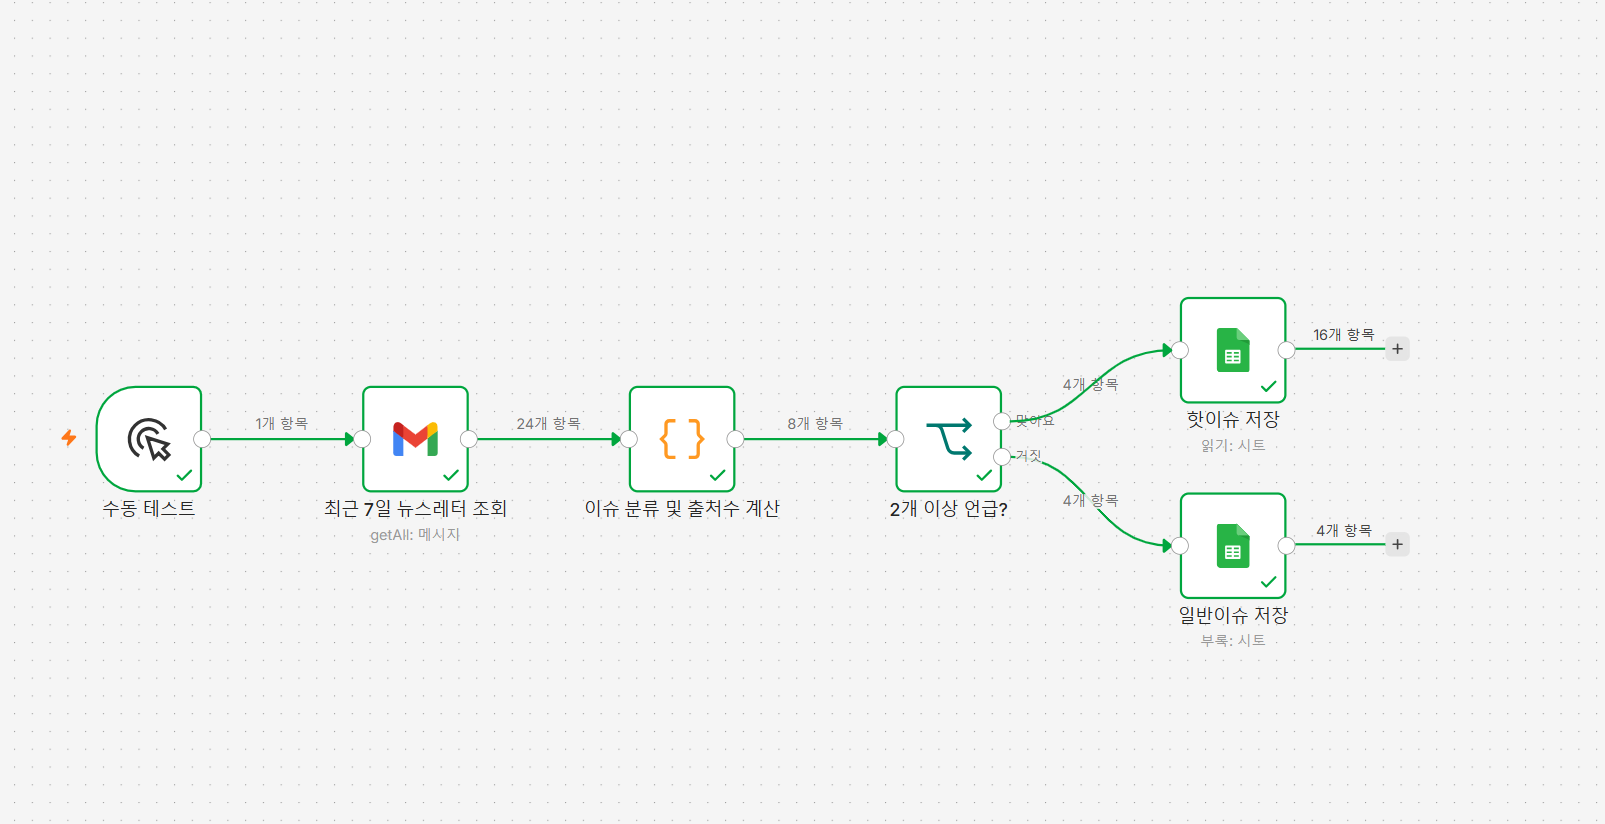 1개 항목
24개 항목
8개 항목
맞아요
거짓
4개 항목
4개 항목
16개 항목
4개 항목
수동 테스트
최근 7일 뉴스레터 조회
getAll: 메시지
이슈 분류 및 출처수 계산
2개 이상 언급?
핫이슈 저장
읽기: 시트
일반이슈 저장
부록: 시트